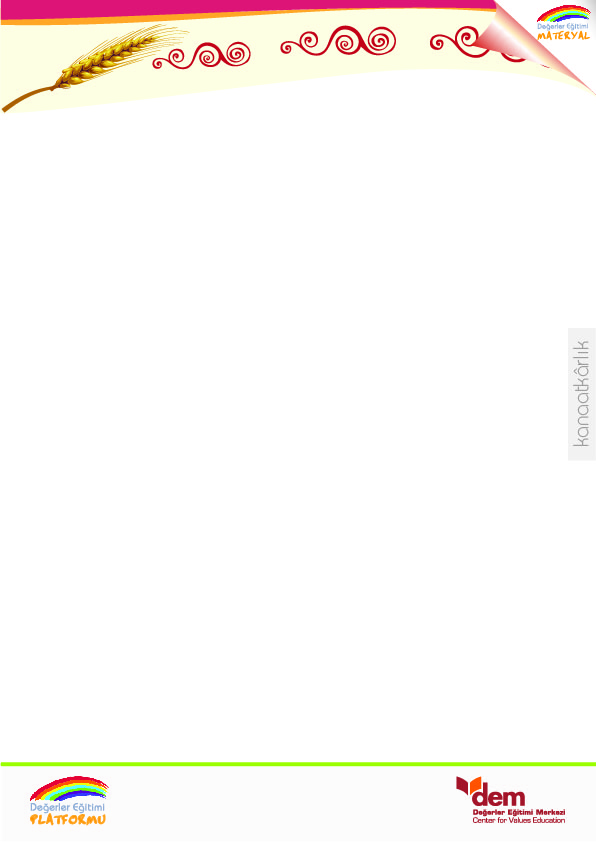 Değerler Eğitimi
MATERYAL
kanaatkârlık
Değerler Eğitimi
PLATFORMU
dem
Değerler Eğitimi Merkezi
Center for Values Education